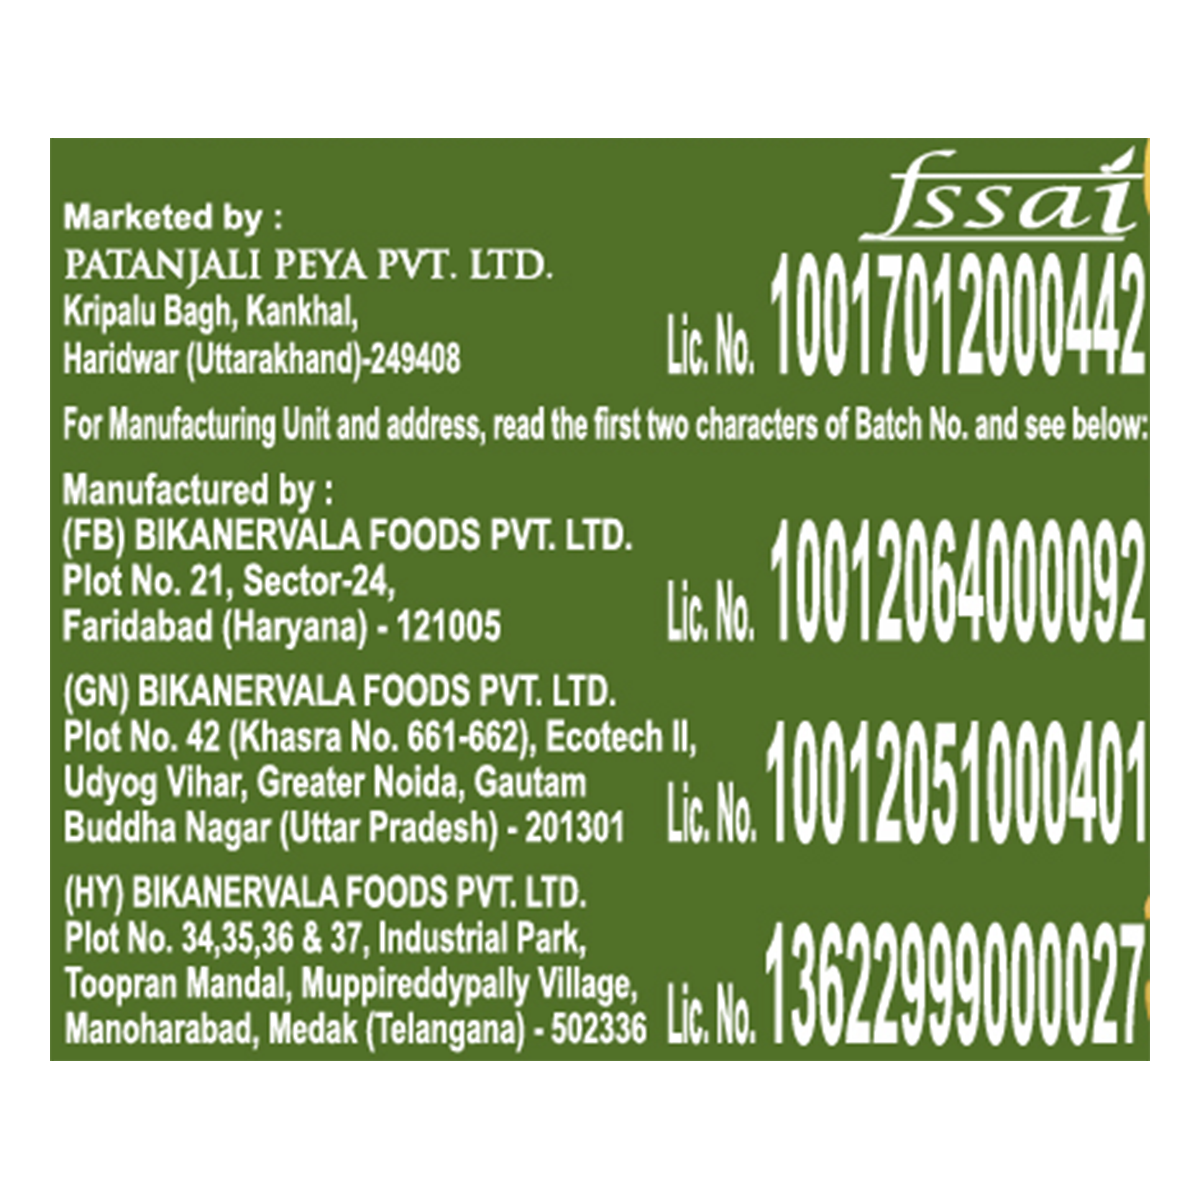 fssai
Marketed by :
PATANJALI PEYA PVT. LTD.
Kripalu Bagh, Kankhal,
Haridwar (Uttarakhand)-249408
Lic. No. 10017012000442
For Manufacturing Unit and address, read the first two characters of Batch No. and see below:
Manufactured by :
(FB) BIKANERVALA FOODS PVT. LTD.
Plot No. 21, Sector-24,
Faridabad (Haryana) - 121005
Lic. No. 10012064000092
(GN) BIKANERVALA FOODS PVT. LTD.
Plot No. 42 (Khasra No. 661-662), Ecotech II,
Udyog Vihar, Greater Noida, Gautam
Buddha Nagar (Uttar Pradesh) - 201301
Lic. No. 10012051000401
(HY) BIKANERVALA FOODS PVT. LTD.
Plot No. 34,35,36 & 37, Industrial Park,
Toopran Mandal, Muppireddypally Village,
Manoharabad, Medak (Telangana) - 502336
Lic. No. 13622999000027